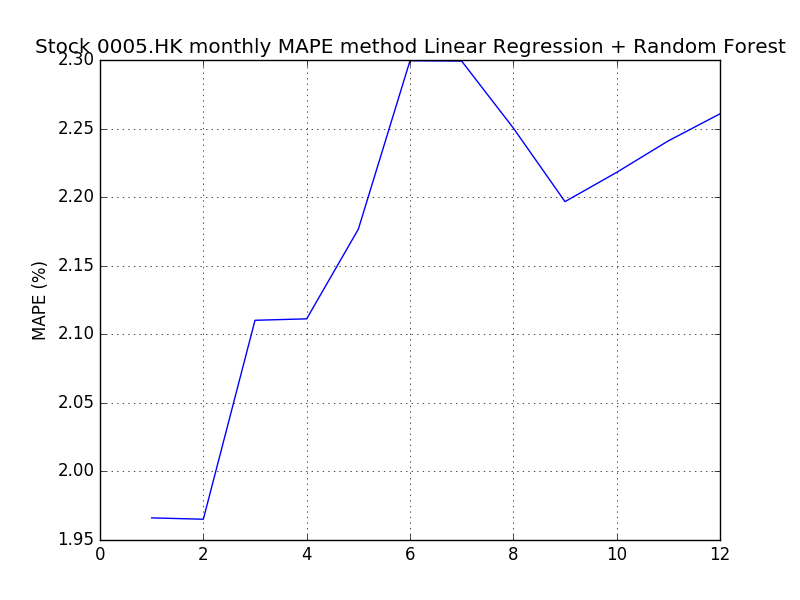 Stock 0005.HK monthly MAPE method Linear Regression + Random Forest
2.30
2.25
2.20
2.15
2.10
2.05
2.00
1.95
MAPE (%)
0 2 4 6 8 10 12